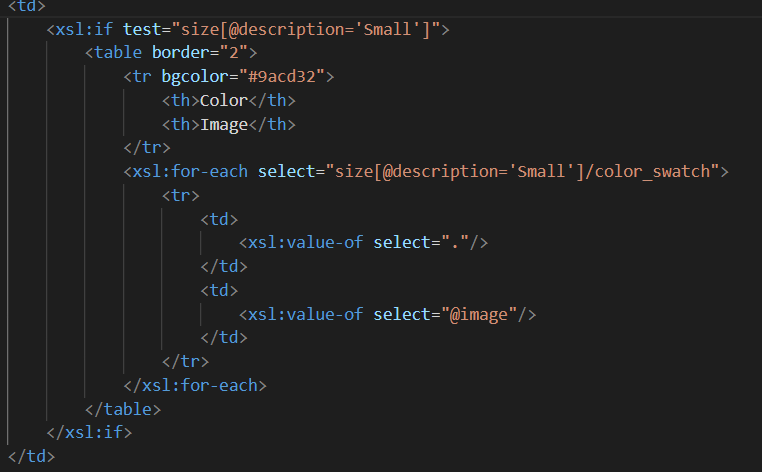 <td>
<xsl:if test="size[@description='Small']">
<table border="2">
<tr bgcolor="#9acd32">
<th>Color</th>
<th>Image</th>
</tr>
<xsl:for-each select="size[@description='Small']/color_swatch">
<tr>
<td>
<xsl:value-of select="."/>
</td>
<td>
<xsl:value-of select="@image"/>
</td>
</tr>
</xsl:for-each>
</table>
</xsl:if>
</td>